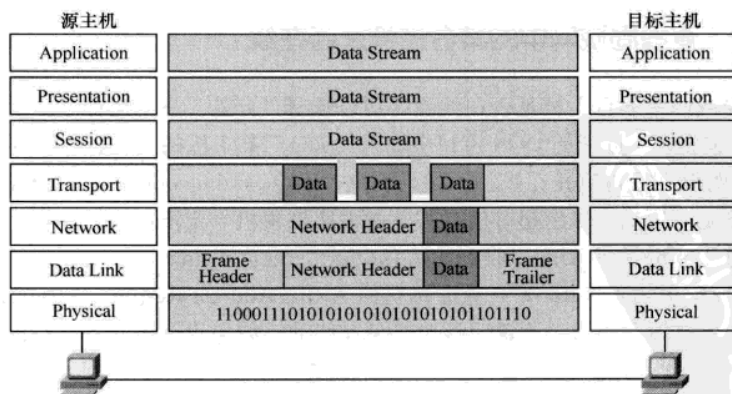 源主机 目标主机
Application Data Stream Application
Presentation Data Stream Presentation
Session Data Stream Session
Transport Data Data Data Transport
Network Network Header Data Network
Data Link Frame Header Network Header Data Frame Trailer Data Link
Physical 1100011101010101010101010101101110 Physical